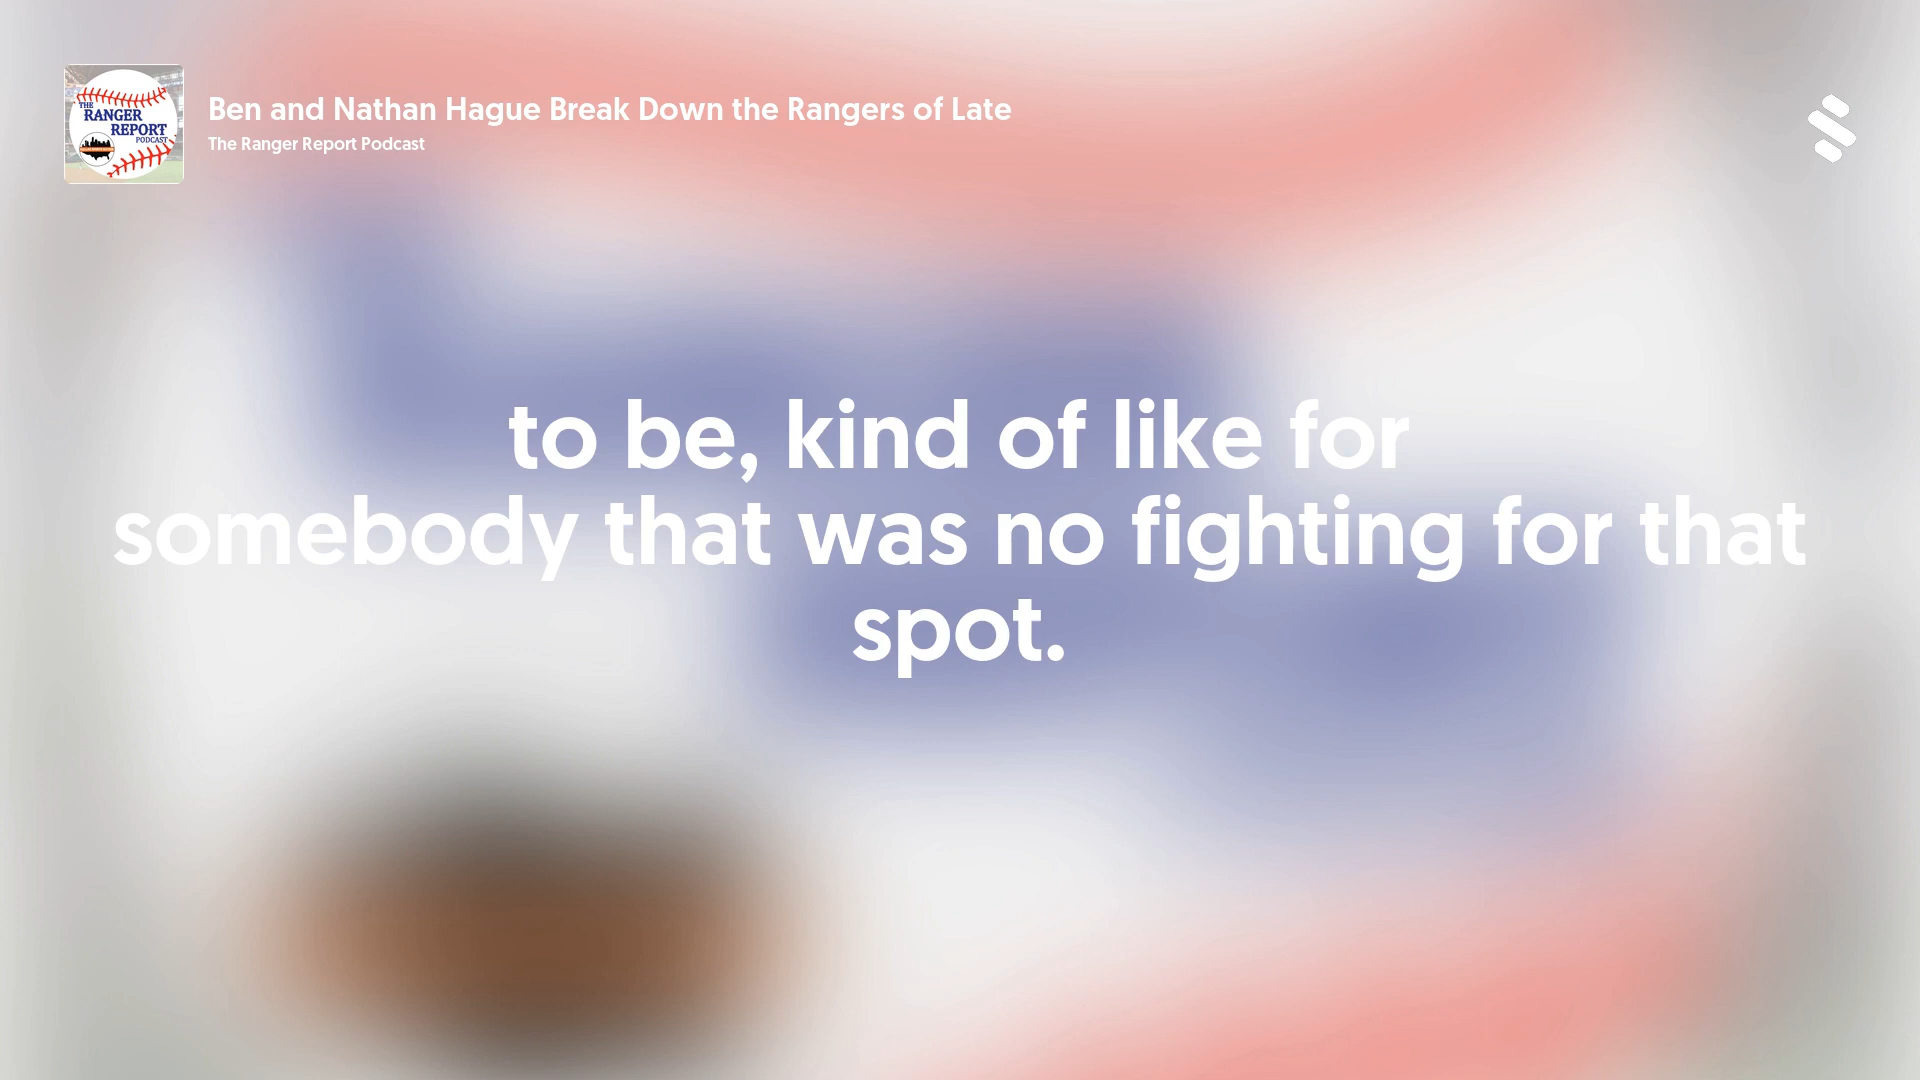 THE
RANGER
REPORT
PODCAST
Ben and Nathan Hague Break Down the Rangers of Late
The Ranger Report Podcast
to be, kind of like for
somebody that was no fighting for that
spot.